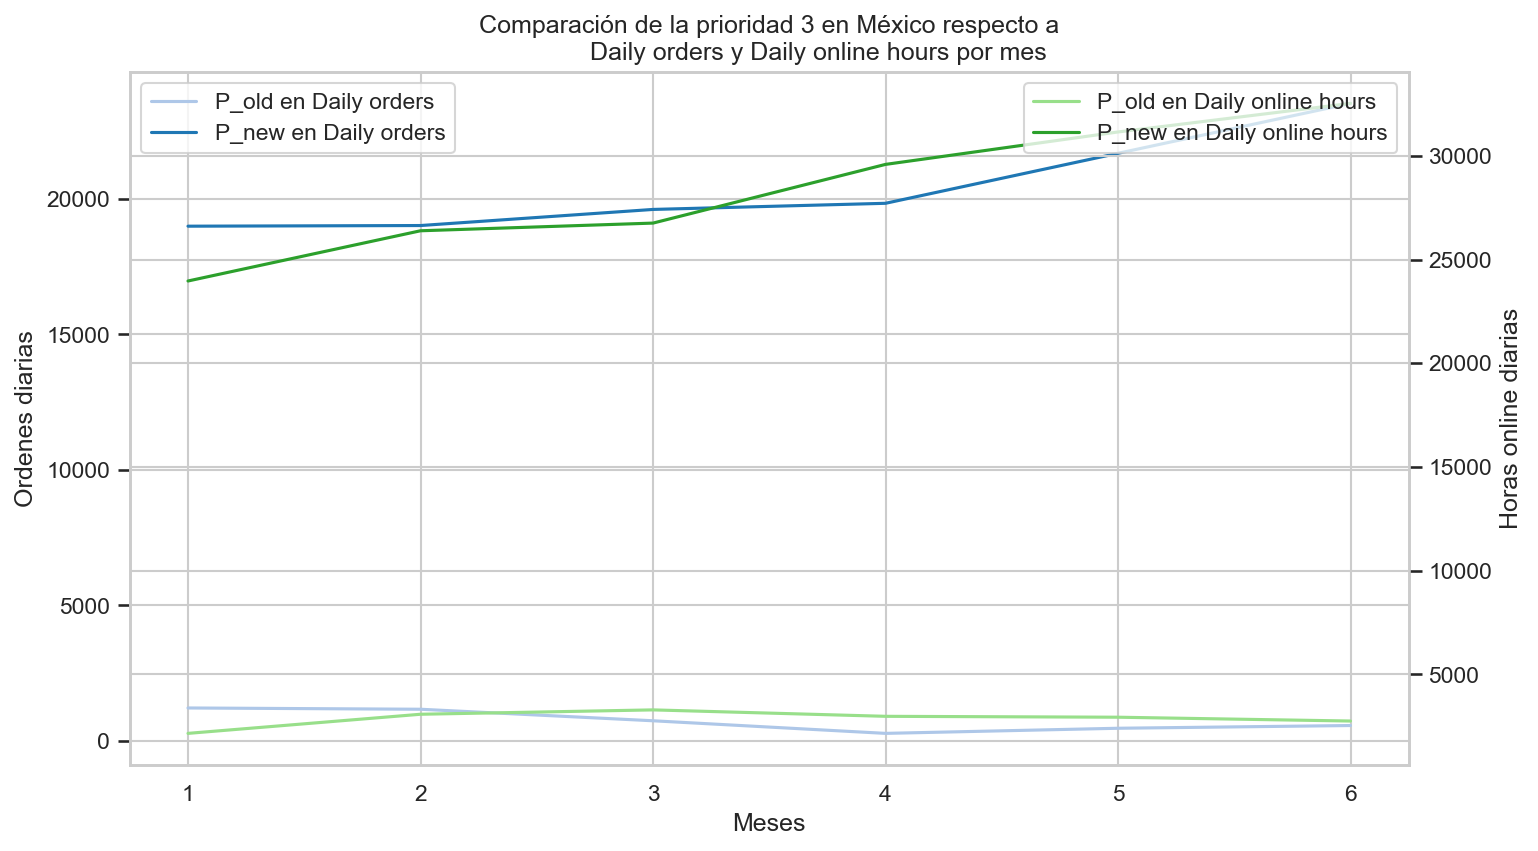 Comparación de la prioridad 3 en México respecto a
Daily orders y Daily online hours por mes
P_old en Daily orders
P_new en Daily orders
P_old en Daily online hours
P_new en Daily online hours
Ordenes diarias
20000
15000
10000
5000
0
30000
25000
20000
15000
10000
5000
Horas online diarias
1 2 3 4 5 6
Meses